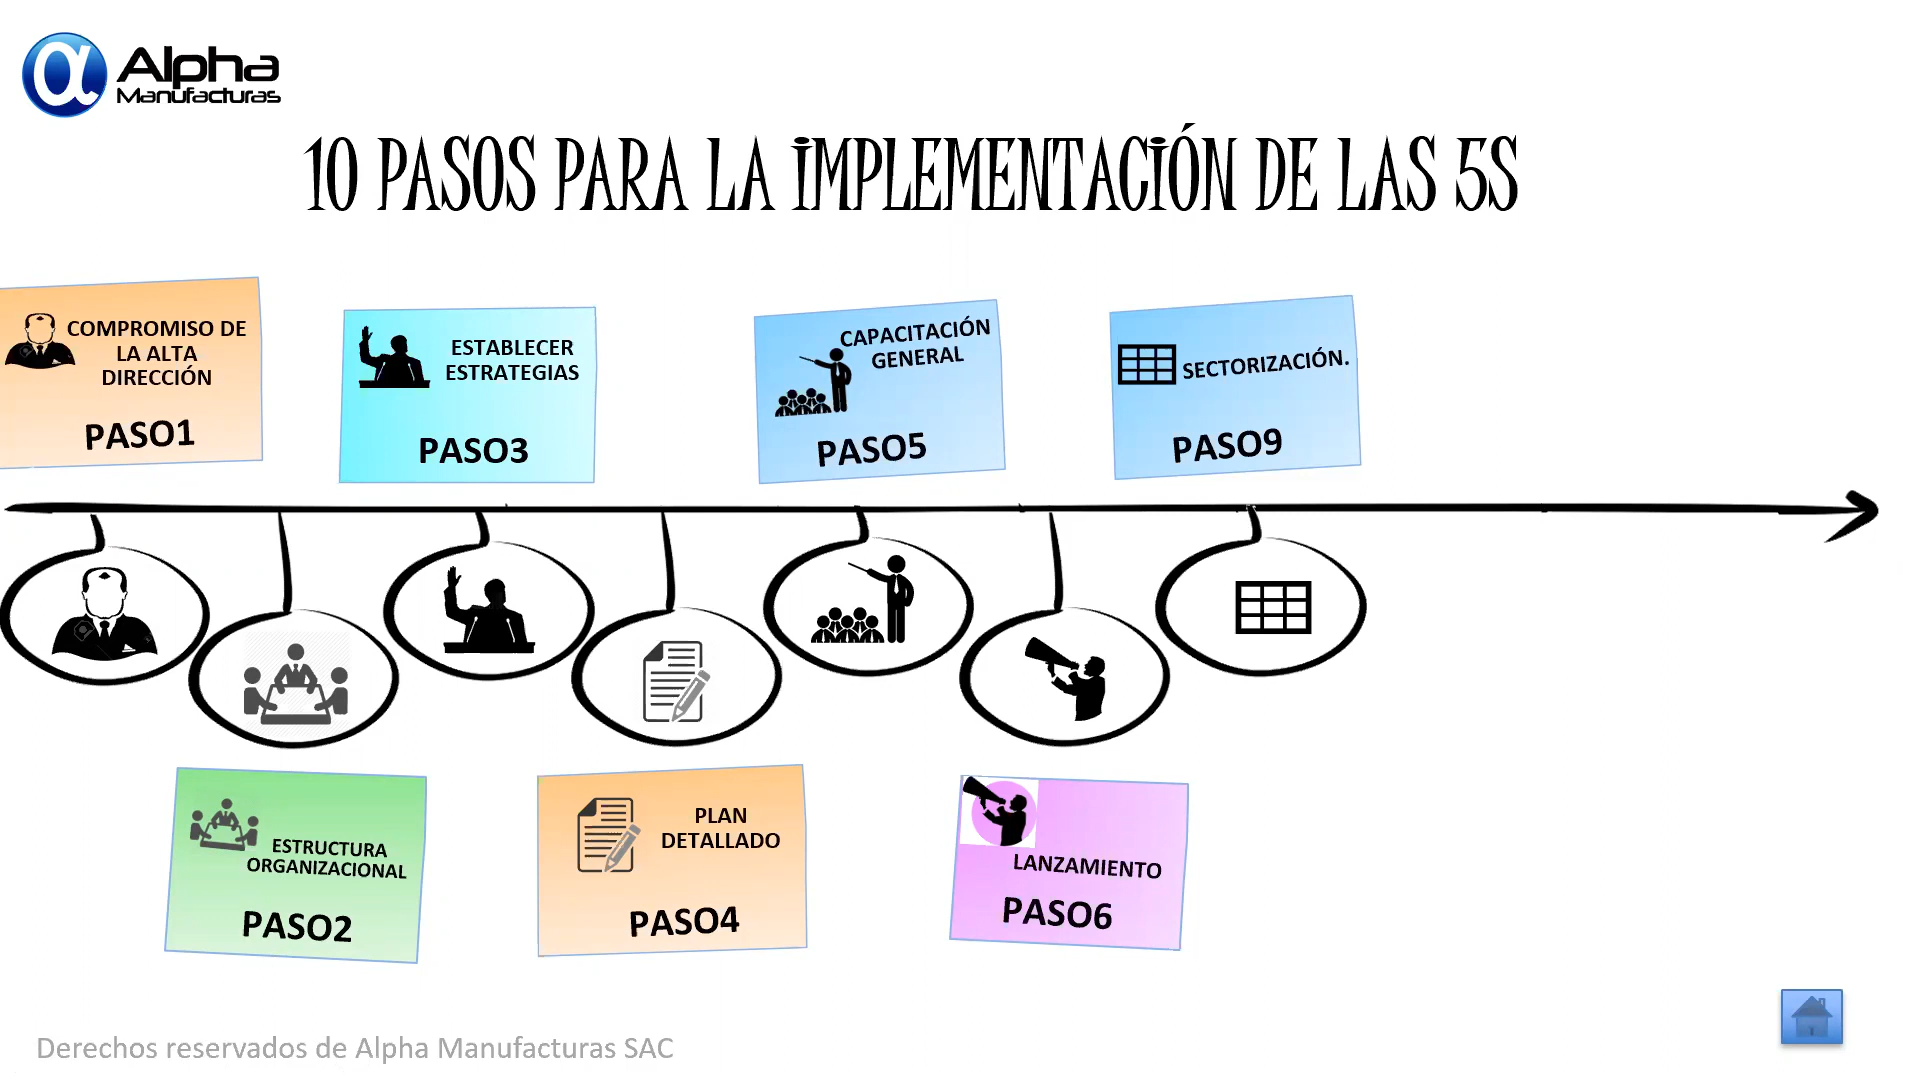 α Alpha
Manufacturas
10 PASOS PARA LA IMPLEMENTACIÓN DE LAS 5S
COMPROMISO DE
LA ALTA
DIRECCIÓN
PASO1
ESTABLECER
ESTRATEGIAS
PASO3
CAPACITACIÓN
GENERAL
PASO5
SECTORIZACIÓN.
PASO9
ESTRUCTURA
ORGANIZACIONAL
PASO2
PLAN
DETALLADO
PASO4
LANZAMIENTO
PASO6
Derechos reservados de Alpha Manufacturas SAC